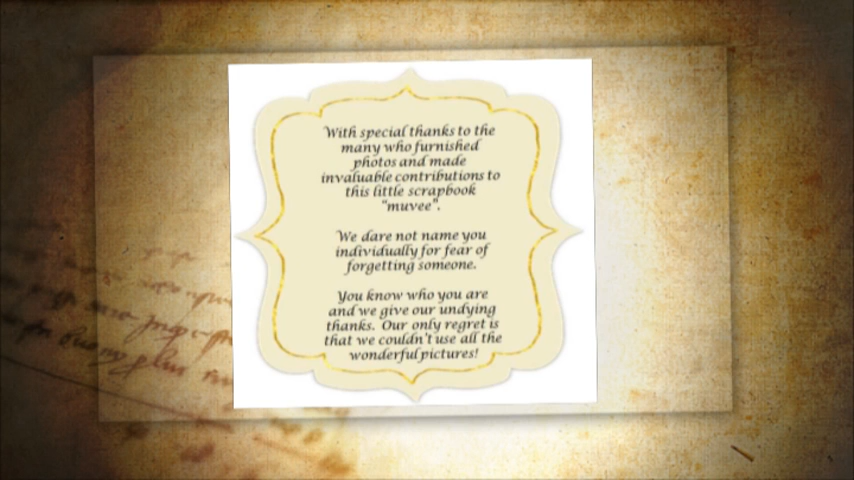 With special thanks to the
many who furnished
photos and made
invaluable contributions to
this little scrapbook
"muvee".
We dare not name you
individually for fear of
forgetting someone.
You know who you are
and we give our undying
thanks. Our only regret is
that we couldn't use all the
wonderful pictures!